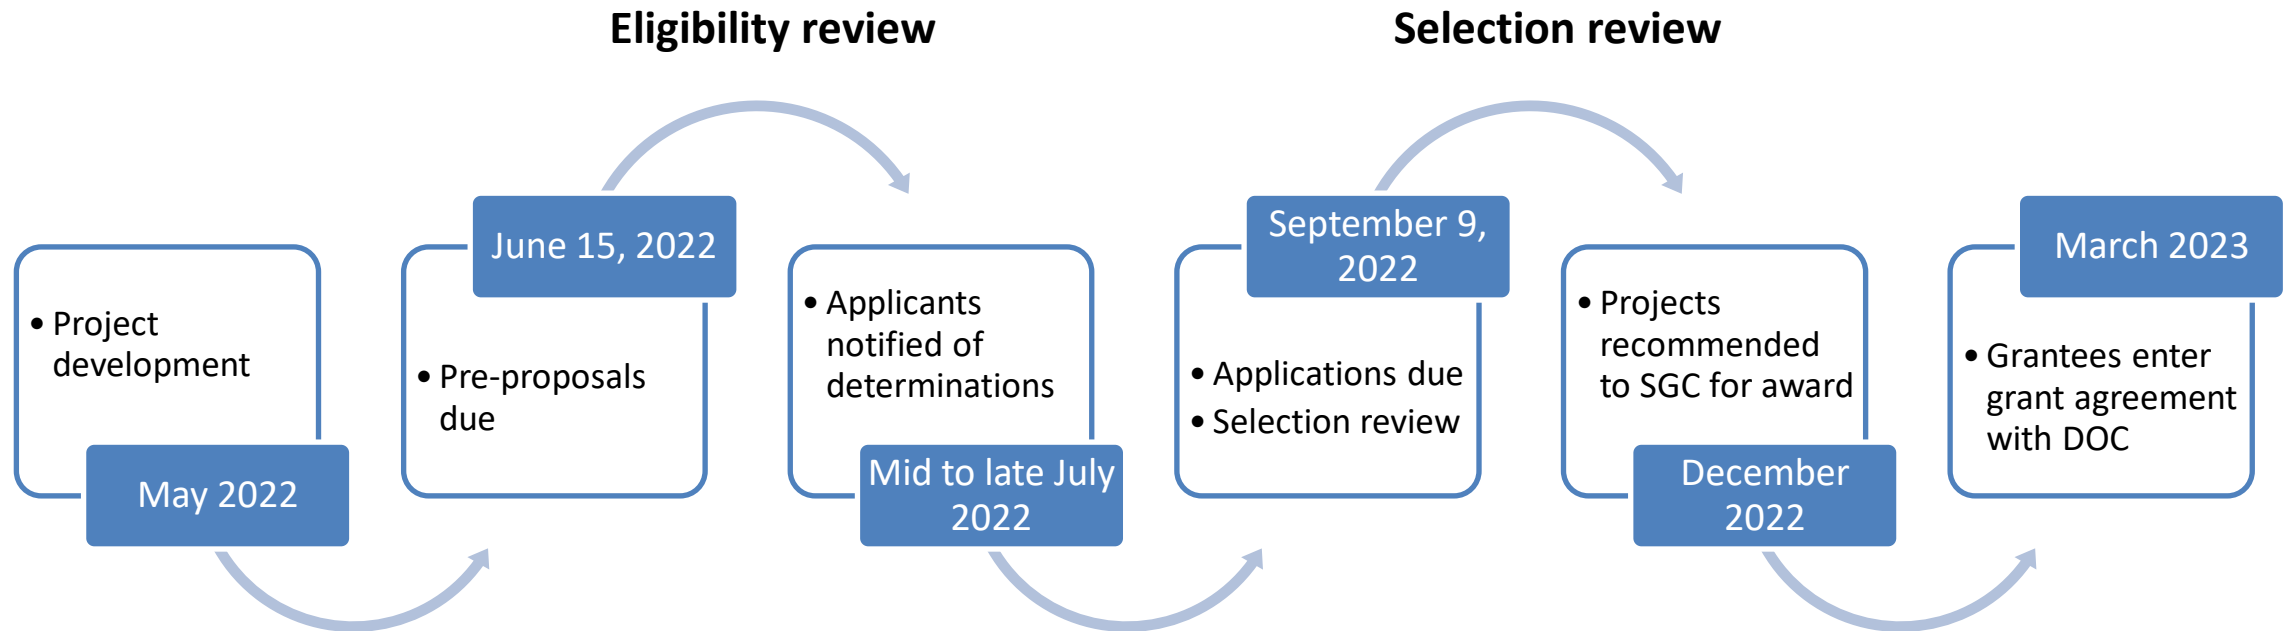 Eligibility review
Selection review
• Project
development
May 2022
June 15, 2022
• Pre-proposals
due
• Applicants
notified of
determinations
Mid to late July
2022
September 9,
2022
• Applications due
• Selection review
• Projects
recommended
to SGC for award
December
2022
March 2023
• Grantees enter
grant agreement
with DOC